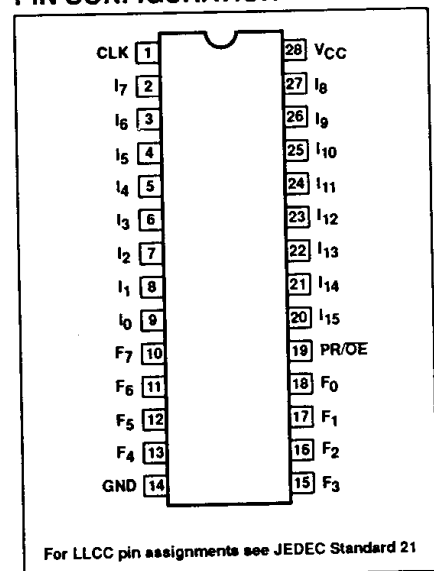 PIN CONFIGURATION
CLK 1 28 VCC
I7 2 27 I8
I6 3 26 I9
I5 4 25 I10
I4 5 24 I11
I3 6 23 I12
I2 7 22 I13
I1 8 21 I14
I0 9 20 I15
F7 10 19 PR/O̅E̅
F6 11 18 F0
F5 12 17 F1
F4 13 16 F2
GND 14 15 F3
For LLCC pin assignments see JEDEC Standard 21